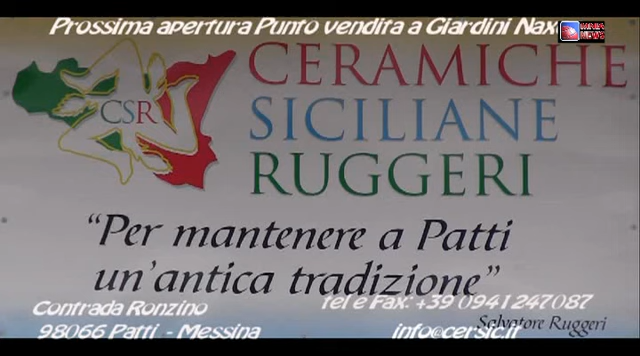 Prossima apertura Punto vendita a Giardini Nax
NEWS
CERAMICHE
CSR
SICILIANE
RUGGERI
“Per mantenere a Patti
un'antica tradizione”
Contrada Ronzino
tel e Fax: +39 0941 247087
98066 Patti - Messina
info@cersic.it
Salvatore Ruggeri